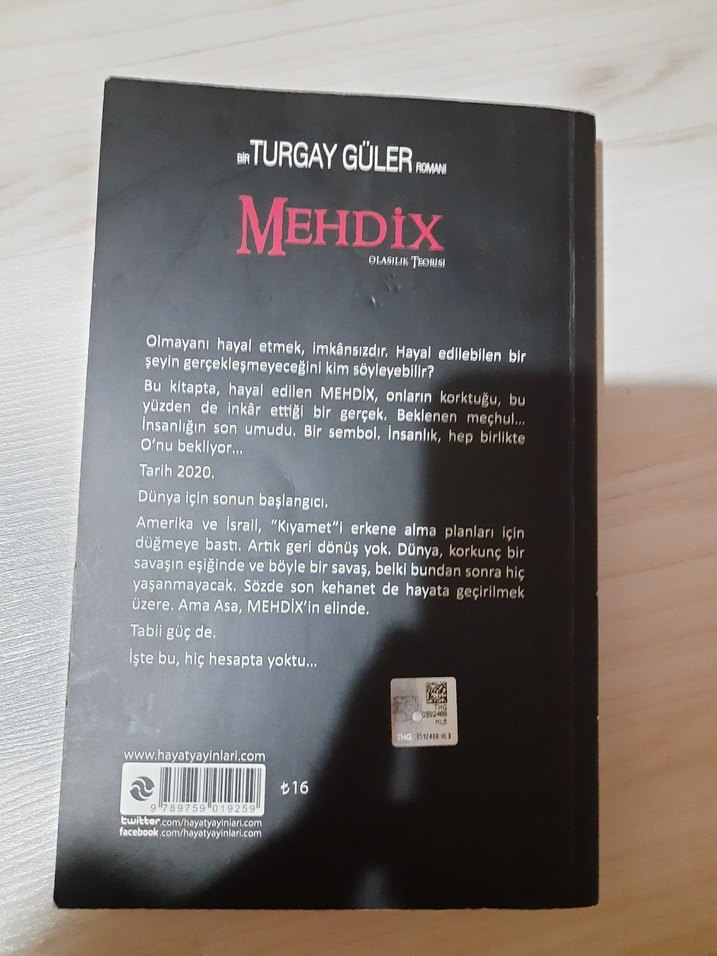 BİR TURGAY GÜLER ROMANI
MEHDİX
OLASILIK TEORİSİ
Olmayanı hayal etmek, imkânsızdır. Hayal edilebilen bir
şeyin gerçekleşmeyeceğini kim söyleyebilir?
Bu kitapta, hayal edilen MEHDİX, onların korktuğu, bu
yüzden de inkâr ettiği bir gerçek. Beklenen meçhul...
İnsanlığın son umudu. Bir sembol. İnsanlık, hep birlikte
O'nu bekliyor...
Tarih 2020.
Dünya için sonun başlangıcı.
Amerika ve İsrail, "Kıyamet"i erkene alma planları için
düğmeye bastı. Artık geri dönüş yok. Dünya, korkunç bir
savaşın eşiğinde ve böyle bir savaş, belki bundan sonra hiç
yaşanmayacak. Sözde son kehanet de hayata geçirilmek
üzere. Ama Asa, MEHDİX'in elinde.
Tabii güç de.
İşte bu, hiç hesapta yoktu...
THG
0592488
MLB
THG 0592488 MLB
www.hayatyayinlari.com
₺16
9 789759 019259
twitter.com/hayatyayinlari.com
facebook.com/hayatyayinlari.com